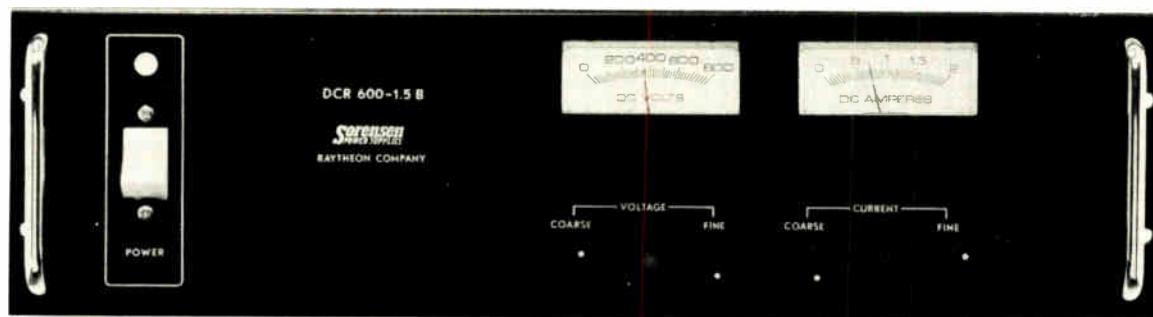 DCR 600-1.5 B
Sorensen
POWER SUPPLIES
RAYTHEON COMPANY
POWER
0 200 400 600 800
DC VOLTS
0 .5 1 1.5 2
DC AMPERES
VOLTAGE
COARSE FINE
CURRENT
COARSE FINE